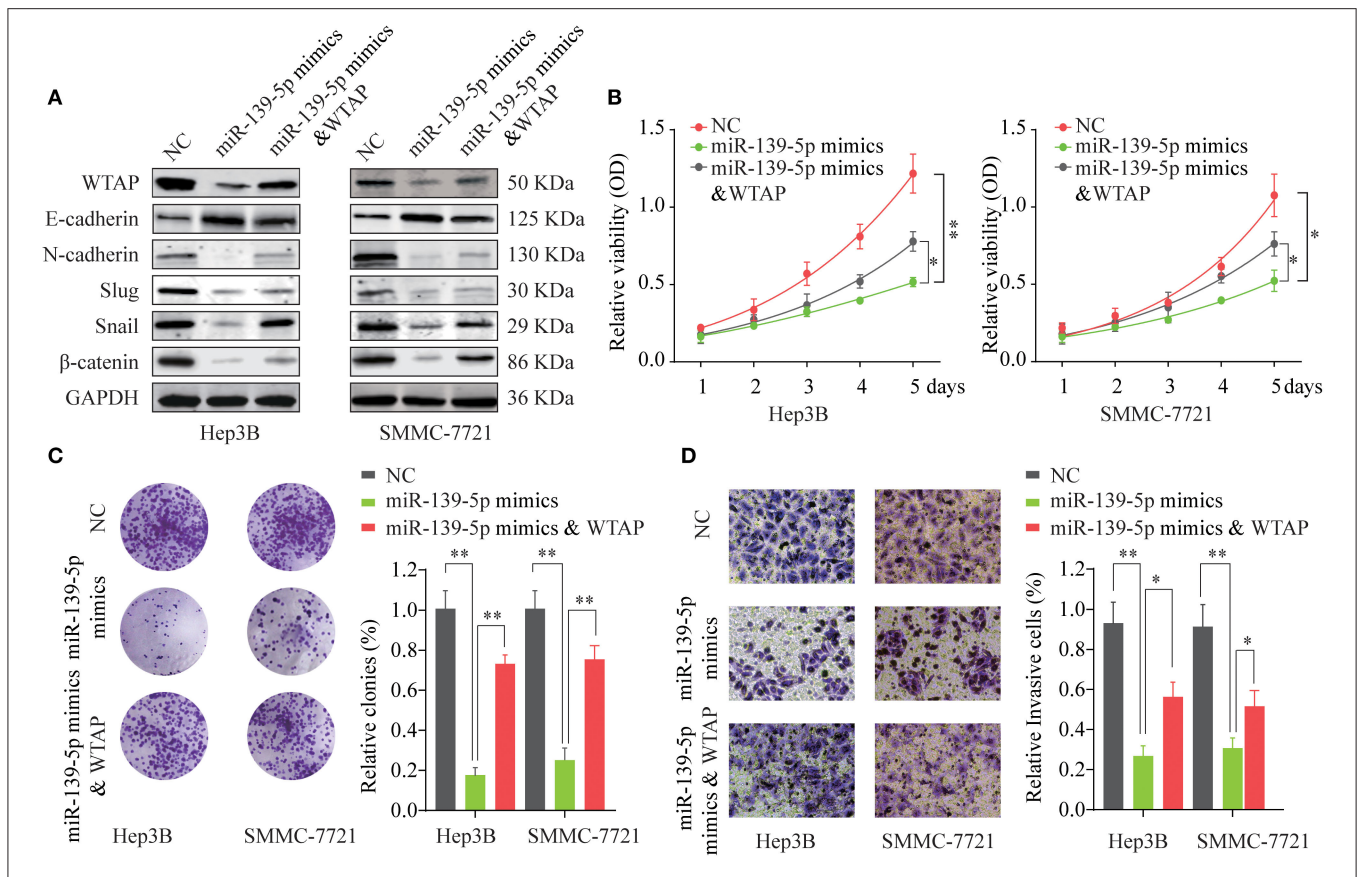 A
NC
miR-139-5p mimics
miR-139-5p mimics
&WTAP
NC
miR-139-5p mimics
miR-139-5p mimics
&WTAP
WTAP
50 KDa
E-cadherin
125 KDa
N-cadherin
130 KDa
Slug
30 KDa
Snail
29 KDa
β-catenin
86 KDa
GAPDH
36 KDa
Hep3B
SMMC-7721
B
Relative viability (OD)
1.5
1.0
0.5
0.0
NC
miR-139-5p mimics
miR-139-5p mimics
&WTAP
**
*
1 2 3 4 5 days
Hep3B
Relative viability (OD)
1.5
1.0
0.5
0.0
NC
miR-139-5p mimics
miR-139-5p mimics
&WTAP
*
*
1 2 3 4 5 days
SMMC-7721
C
NC
miR-139-5p
mimics
miR-139-5p mimics
& WTAP
Hep3B
SMMC-7721
NC
miR-139-5p mimics
miR-139-5p mimics & WTAP
Relative clonies (%)
1.2
1.0
0.8
0.6
0.4
0.2
0.0
** ** ** **
Hep3B
SMMC-7721
D
NC
miR-139-5p
mimics
miR-139-5p
mimics & WTAP
Hep3B
SMMC-7721
NC
miR-139-5p mimics
miR-139-5p mimics & WTAP
Relative Invasive cells (%)
1.2
1.0
0.8
0.6
0.4
0.2
0.0
** * ** *
Hep3B
SMMC-7721